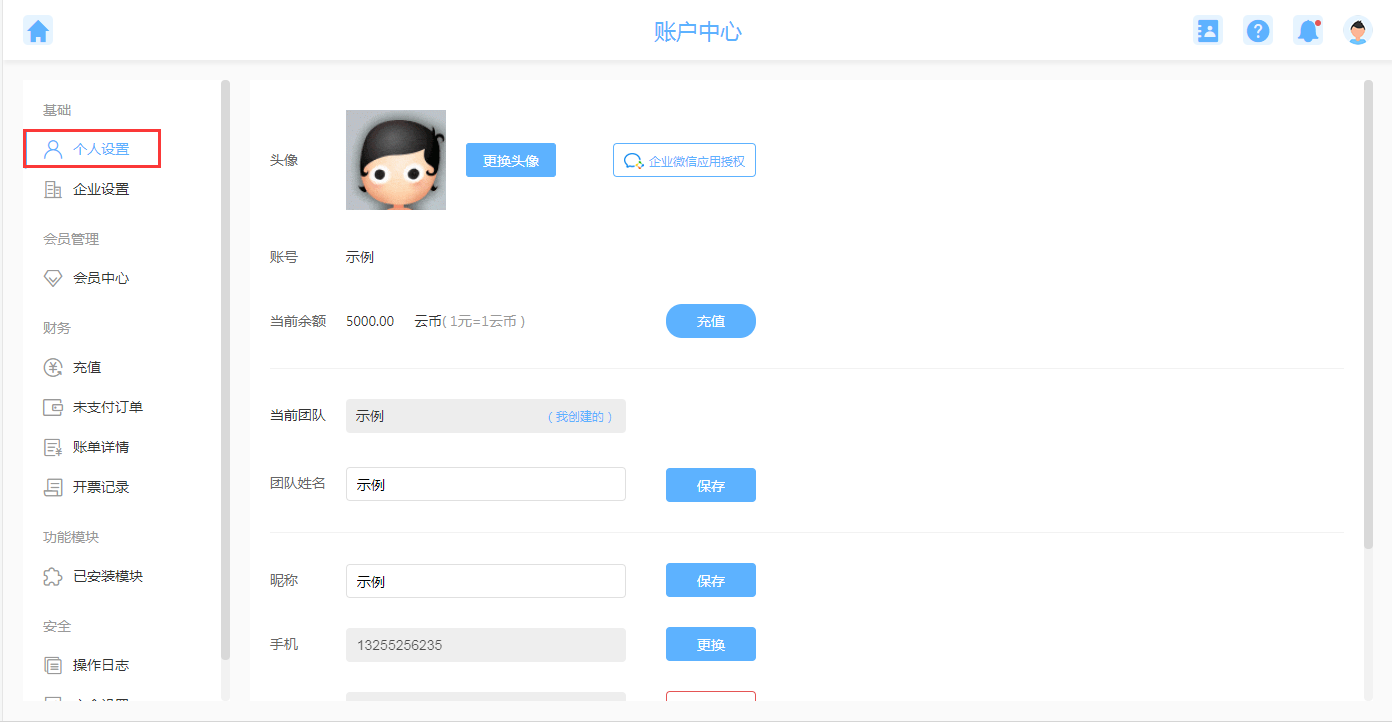 账户中心
基础
个人设置
企业设置
会员管理
会员中心
财务
充值
未支付订单
账单详情
开票记录
功能模块
已安装模块
安全
操作日志
头像
更换头像
企业微信应用授权
账号 示例
当前余额 5000.00 云币( 1元=1云币 )
充值
当前团队 示例 ( 我创建的 )
团队姓名 示例
保存
昵称 示例
保存
手机 13255256235
更换